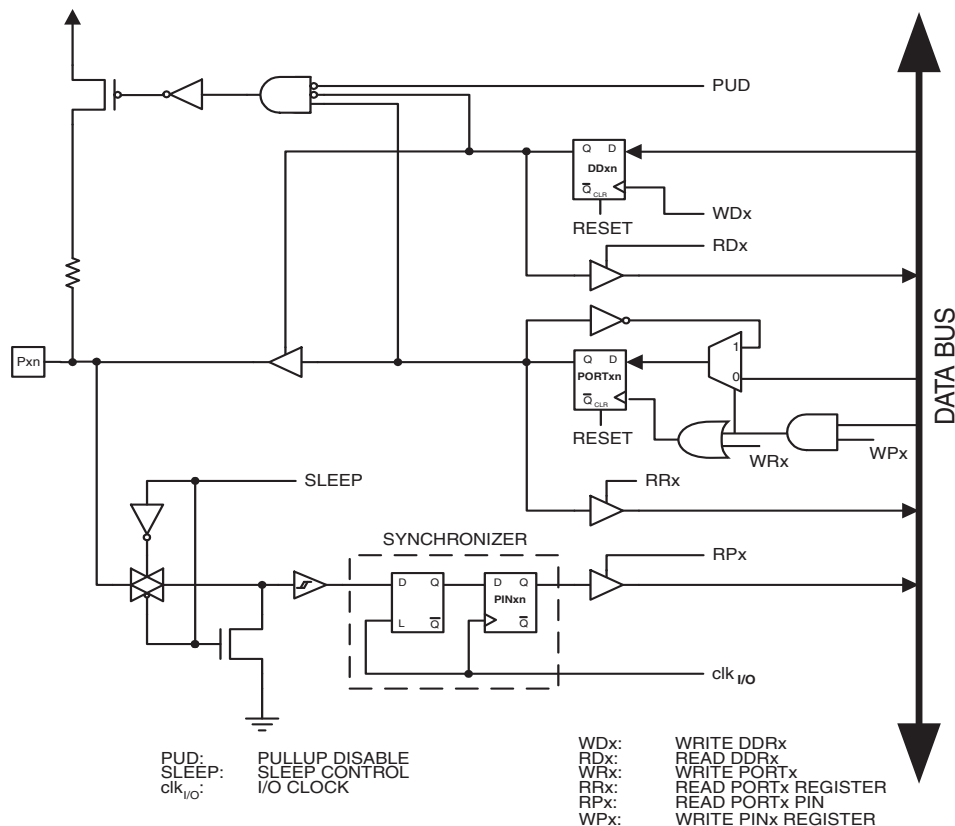 PUD
Q D
DDxn
Q CLR
WDx
RESET
RDx
Pxn
1
Q D
PORTxn
0
Q CLR
RESET
WRx
WPx
DATA BUS
SLEEP
RRx
SYNCHRONIZER
RPx
D Q
D Q
PINxn
L Q
Q
clk I/O
PUD: PULLUP DISABLE
SLEEP: SLEEP CONTROL
clk I/O: I/O CLOCK
WDx: WRITE DDRx
RDx: READ DDRx
WRx: WRITE PORTx
RRx: READ PORTx REGISTER
RPx: READ PORTx PIN
WPx: WRITE PINx REGISTER